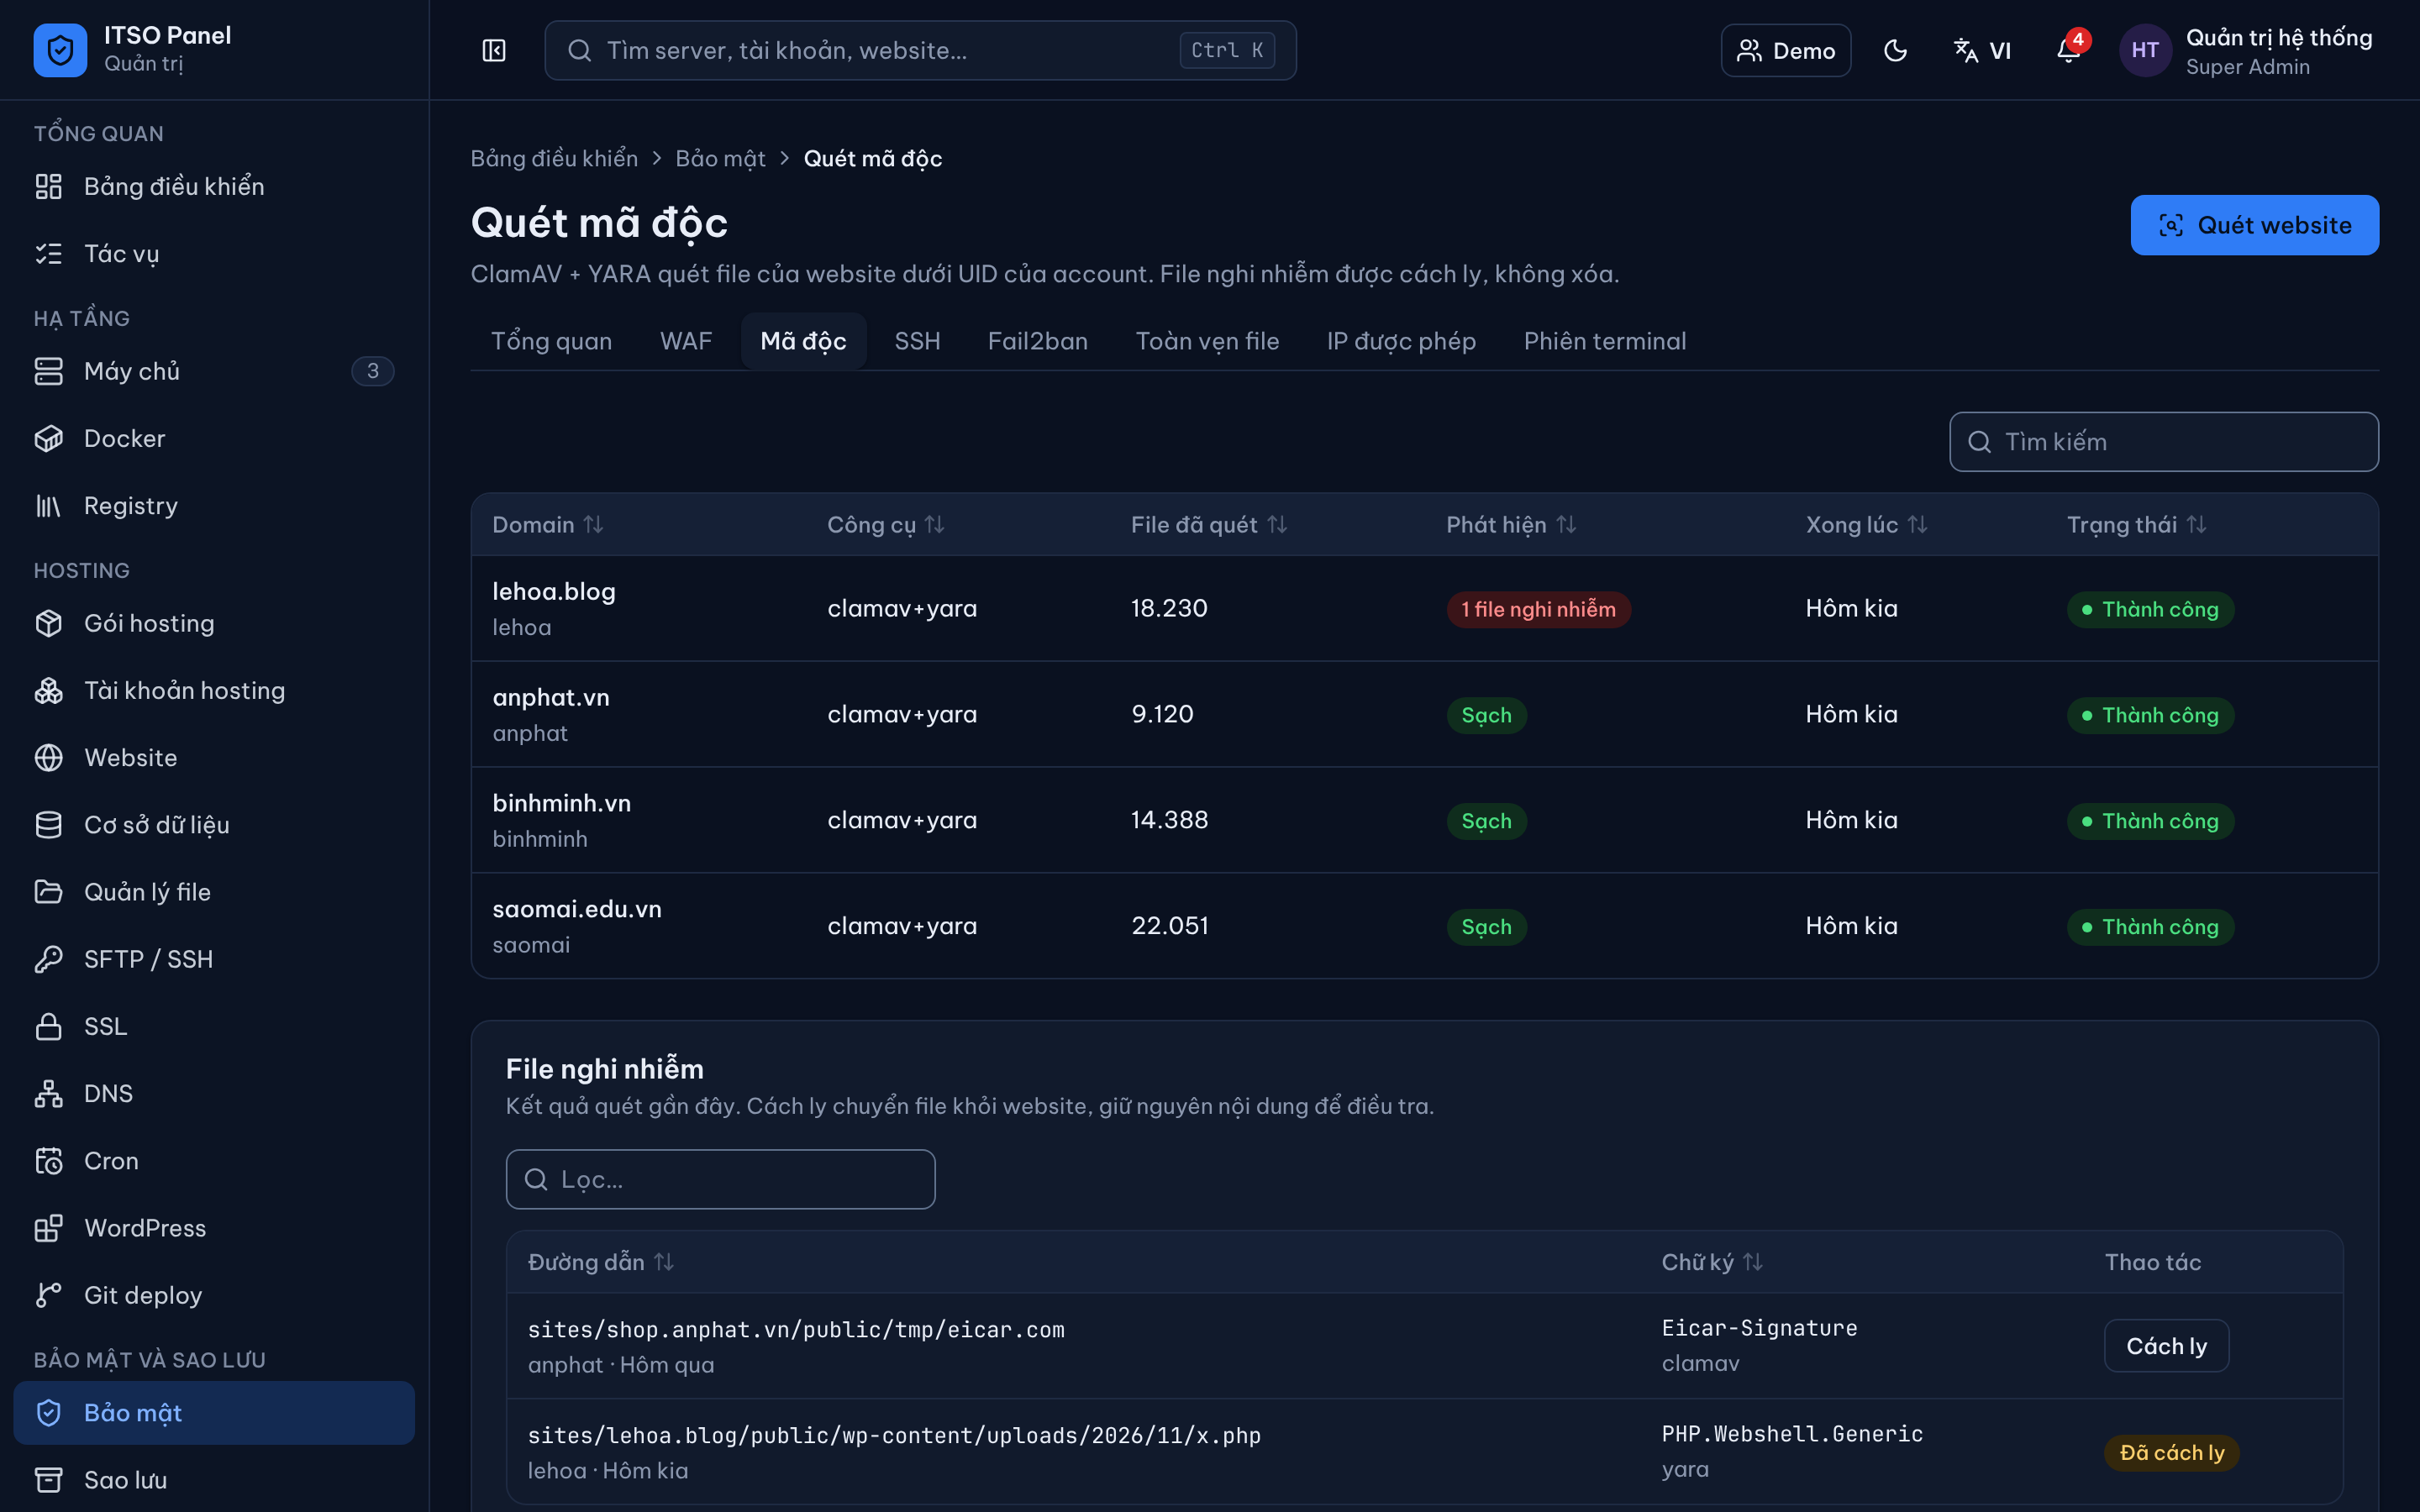 ITSO Panel
Quản trị
Tìm server, tài khoản, website...
Ctrl K
Demo
VI
4
HT
Quản trị hệ thống
Super Admin
TỔNG QUAN
Bảng điều khiển
Tác vụ
HẠ TẦNG
Máy chủ
3
Docker
Registry
HOSTING
Gói hosting
Tài khoản hosting
Website
Cơ sở dữ liệu
Quản lý file
SFTP / SSH
SSL
DNS
Cron
WordPress
Git deploy
BẢO MẬT VÀ SAO LƯU
Bảo mật
Sao lưu
Bảng điều khiển > Bảo mật > Quét mã độc
Quét mã độc
Quét website
ClamAV + YARA quét file của website dưới UID của account. File nghi nhiễm được cách ly, không xóa.
Tổng quan WAF Mã độc SSH Fail2ban Toàn vẹn file IP được phép Phiên terminal
Tìm kiếm
Domain Công cụ File đã quét Phát hiện Xong lúc Trạng thái
lehoa.blog
lehoa
clamav+yara 18.230 1 file nghi nhiễm Hôm kia Thành công
anphat.vn
anphat
clamav+yara 9.120 Sạch Hôm kia Thành công
binhminh.vn
binhminh
clamav+yara 14.388 Sạch Hôm kia Thành công
saomai.edu.vn
saomai
clamav+yara 22.051 Sạch Hôm kia Thành công
File nghi nhiễm
Kết quả quét gần đây. Cách ly chuyển file khỏi website, giữ nguyên nội dung để điều tra.
Lọc...
Đường dẫn Chữ ký Thao tác
sites/shop.anphat.vn/public/tmp/eicar.com
anphat · Hôm qua
Eicar-Signature
clamav
Cách ly
sites/lehoa.blog/public/wp-content/uploads/2026/11/x.php
lehoa · Hôm kia
PHP.Webshell.Generic
yara
Đã cách ly